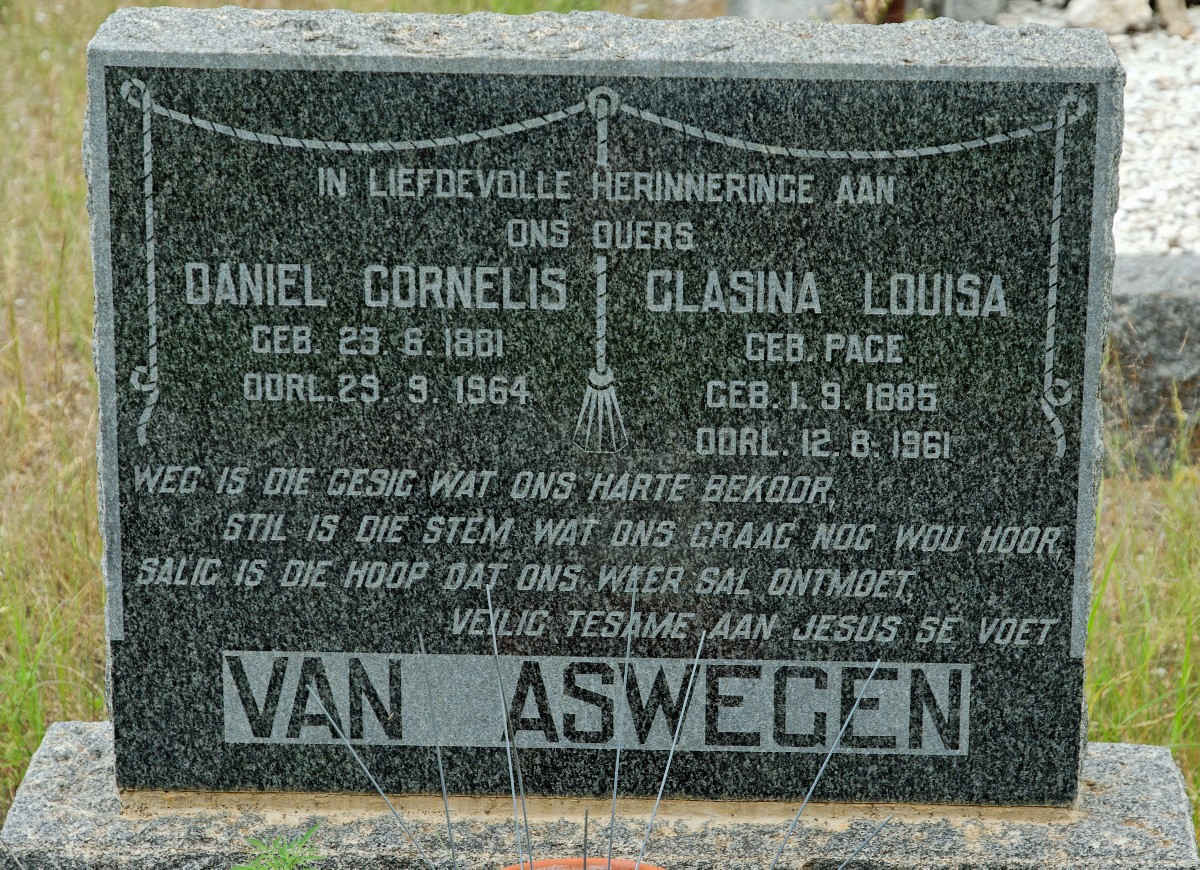 IN LIEFDEVOLLE HERINNERINGE AAN
ONS OUERS
DANIEL CORNELIS
GEB. 23. 6. 1881
OORL. 29. 9. 1964
CLASINA LOUISA
GEB. PAGE
GEB. 1. 9. 1885
OORL. 12. 8. 1961
WEG IS DIE GESIG WAT ONS HARTE BEKOOR,
STIL IS DIE STEM WAT ONS GRAAG NOG WOU HOOR,
SALIG IS DIE HOOP DAT ONS WEER SAL ONTMOET,
VEILIG TESAME AAN JESUS SE VOET
VAN ASWEGEN